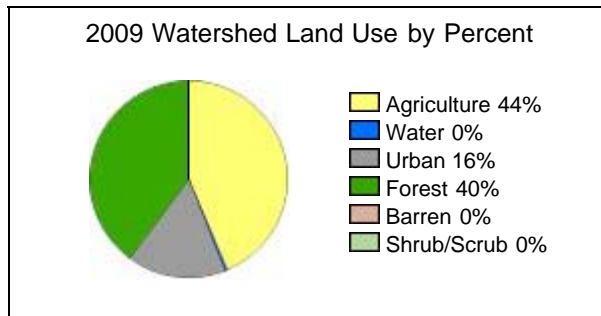 2009 Watershed Land Use by Percent
Agriculture 44%
Water 0%
Urban 16%
Forest 40%
Barren 0%
Shrub/Scrub 0%